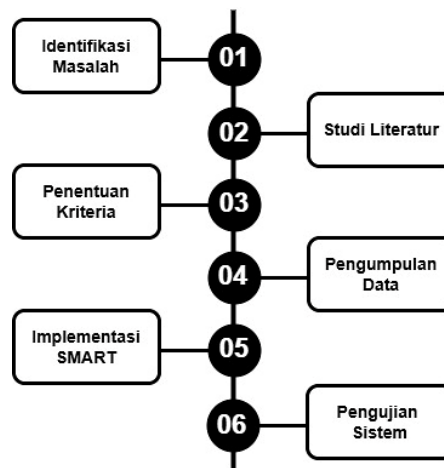 Identifikasi
Masalah
01
02
Studi Literatur
Penentuan
Kriteria
03
04
Pengumpulan
Data
Implementasi
SMART
05
06
Pengujian
Sistem